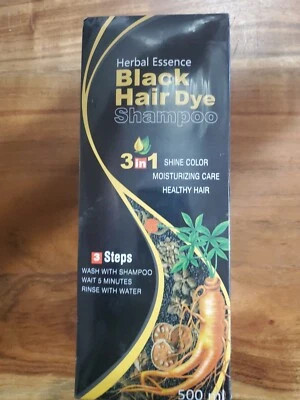 Herbal Essence
Black
Hair Dye
Shampoo
3 in 1 SHINE COLOR
MOISTURIZING CARE
HEALTHY HAIR
3 Steps
WASH WITH SHAMPOO
WAIT 5 MINUTES
RINSE WITH WATER
500 ml